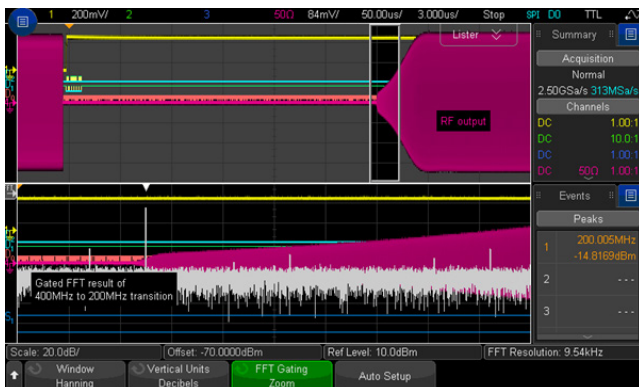 1 200mV/ 2 3 50Ω 84mV/ 50.00us/ 3.000us/ Stop SPI D0 TTL
Lister
Summary
Acquisition
Normal
2.50GSa/s 313MSa/s
Channels
DC 1.00:1
DC 10.0:1
DC 1.00:1
DC 50Ω 1.00:1
RF output
Events
Peaks
1 200.005MHz
-14.8169dBm
2 ---
3 ---
Gated FFT result of
400MHz to 200MHz transition
Scale: 20.0dB/ Offset: -70.0000dBm Ref Level: 10.0dBm FFT Resolution: 9.54kHz
Window
Hanning
Vertical Units
Decibels
FFT Gating
Zoom
Auto Setup